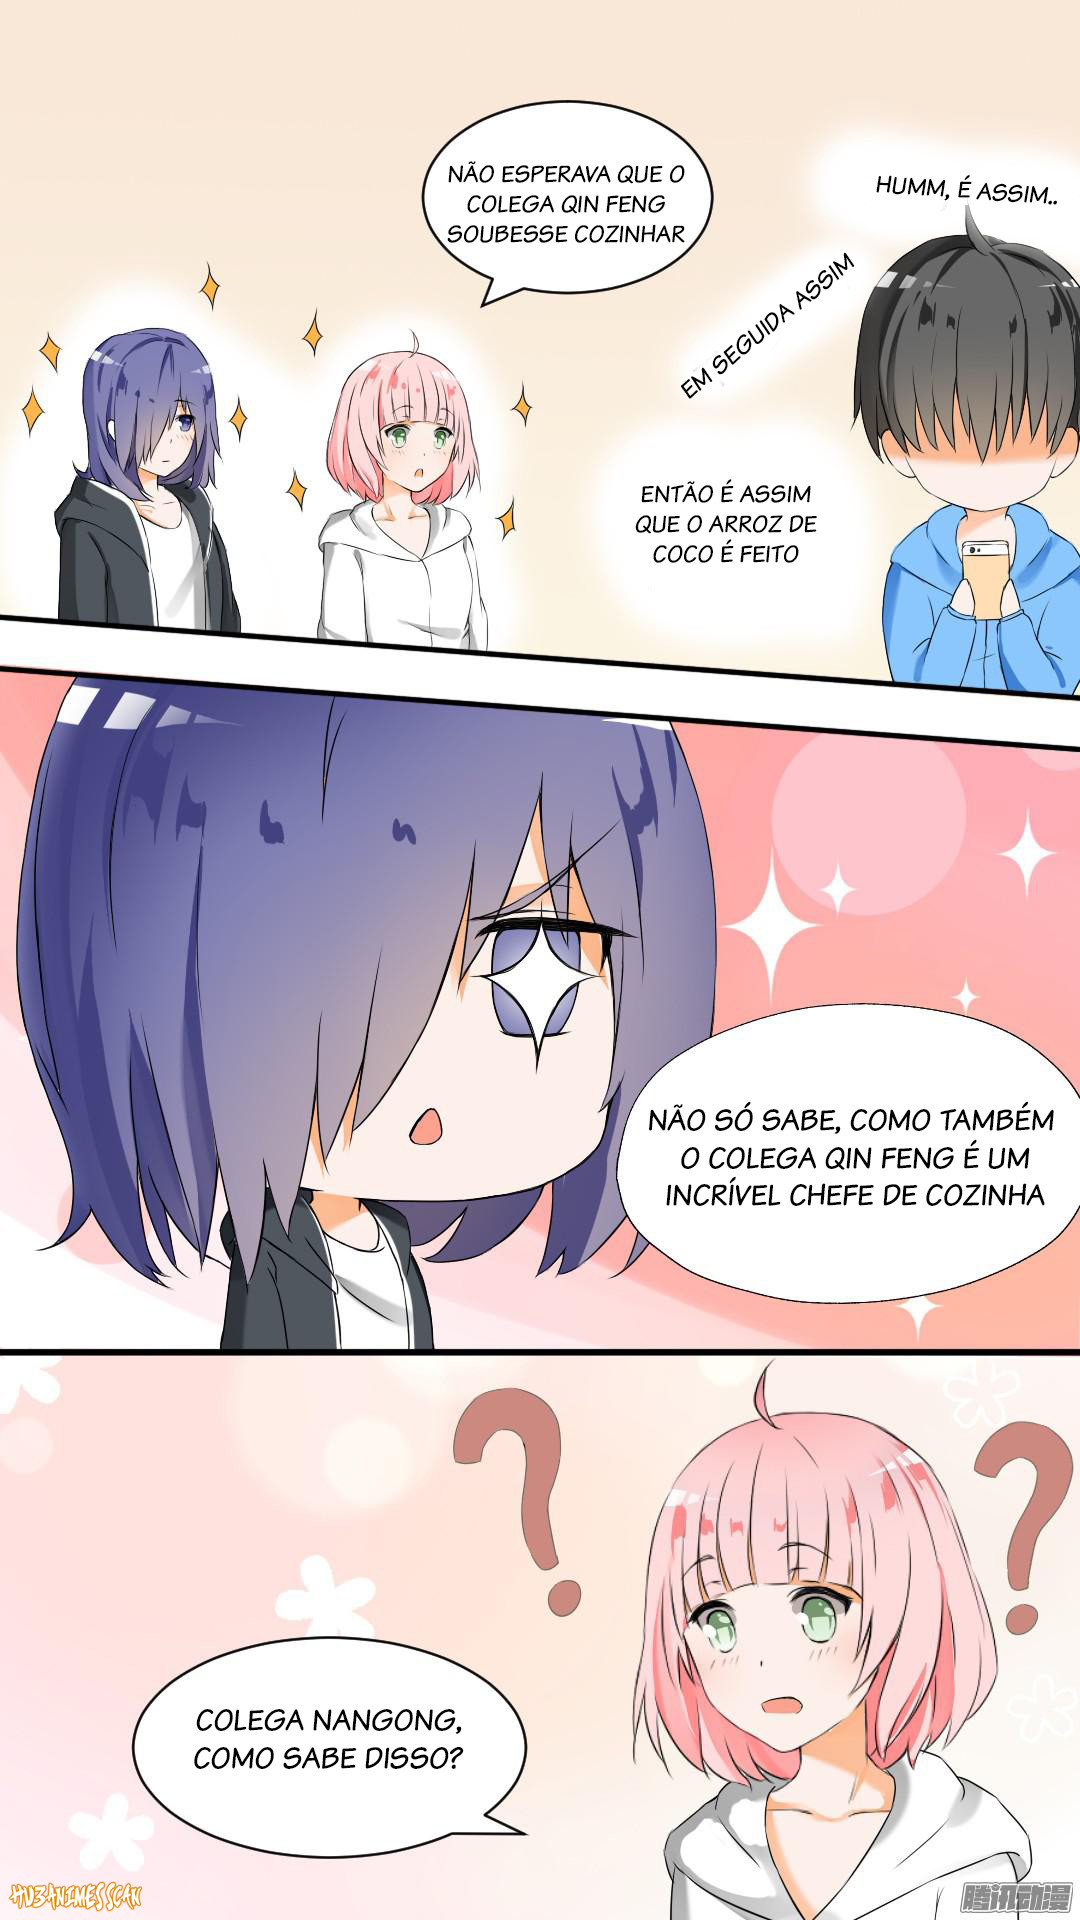 NÃO ESPERAVA QUE O
COLEGA QIN FENG
SOUBESSE COZINHAR
HUMM, É ASSIM..
EM SEGUIDA ASSIM
ENTÃO É ASSIM
QUE O ARROZ DE
COCO É FEITO
NÃO SÓ SABE, COMO TAMBÉM
O COLEGA QIN FENG É UM
INCRÍVEL CHEFE DE COZINHA
COLEGA NANGONG,
COMO SABE DISSO?
HU3ANIMESSCAN
腾讯动漫